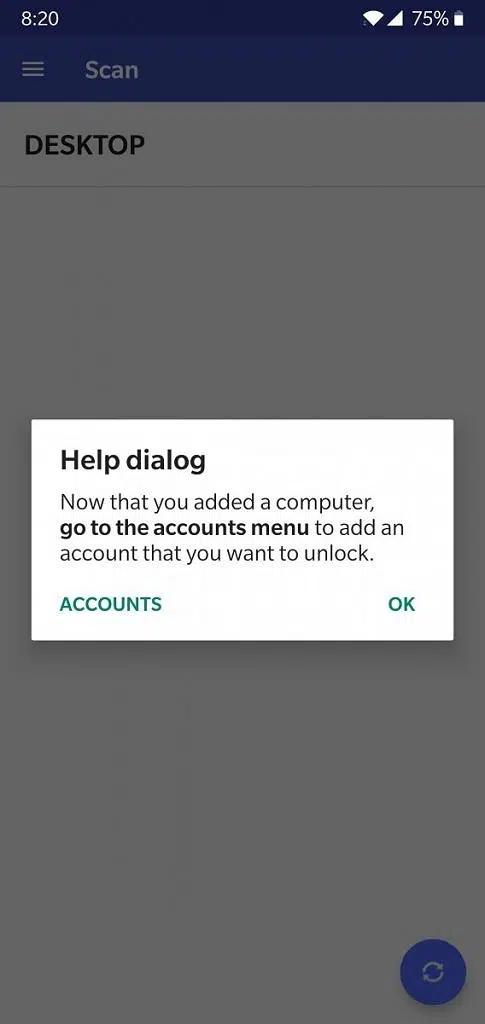 8:20 75%
Scan
DESKTOP
Help dialog
Now that you added a computer,
go to the accounts menu to add an
account that you want to unlock.
ACCOUNTS OK